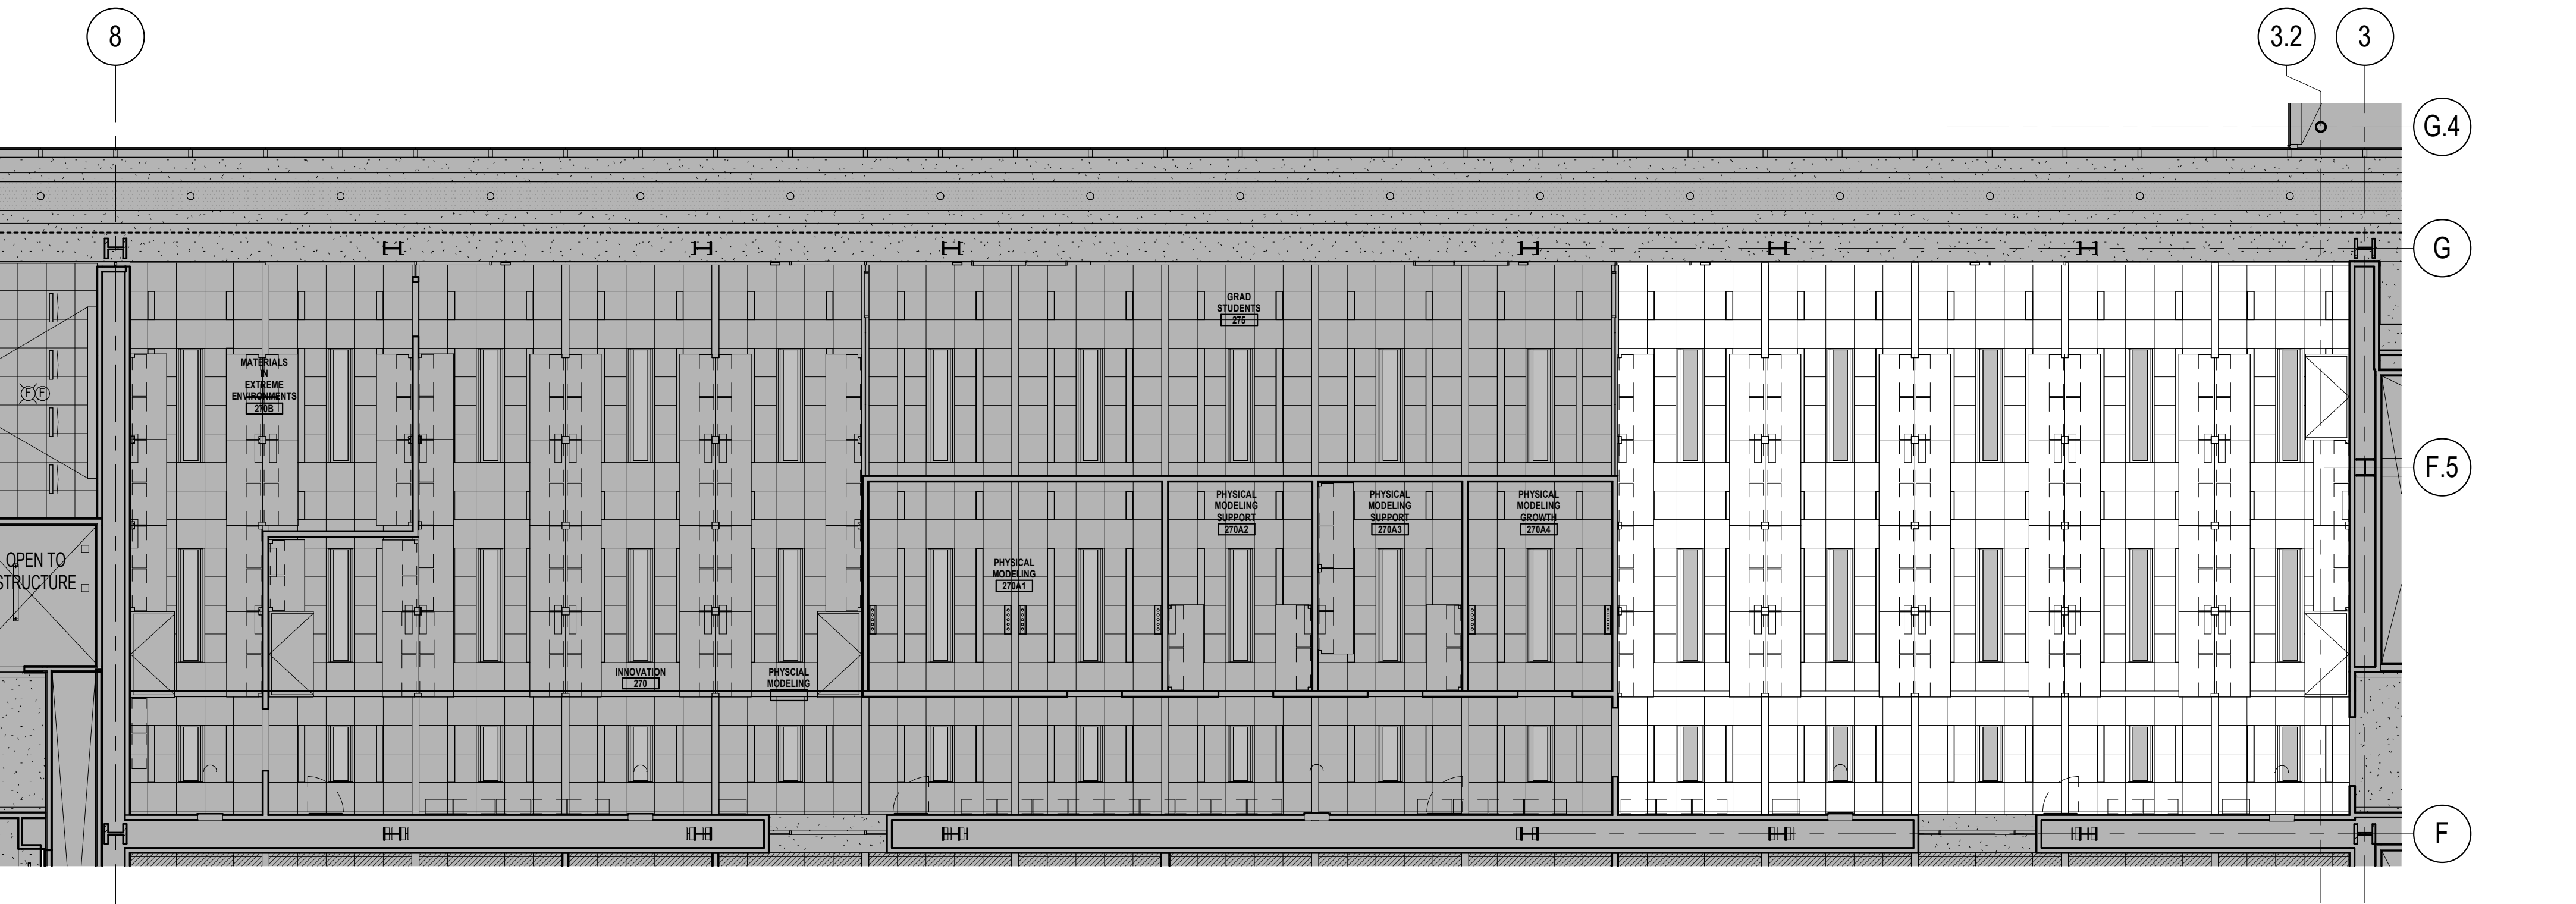 8
3.2
3
G.4
G
F.5
F
GRAD
STUDENTS
275
MATERIALS
IN
EXTREME
ENVIRONMENTS
270B
F F
OPEN TO
STRUCTURE
PHYSICAL
MODELING
SUPPORT
270A2
PHYSICAL
MODELING
SUPPORT
270A3
PHYSICAL
MODELING
GROWTH
270A4
PHYSICAL
MODELING
270A1
INNOVATION
270
PHYSCIAL
MODELING